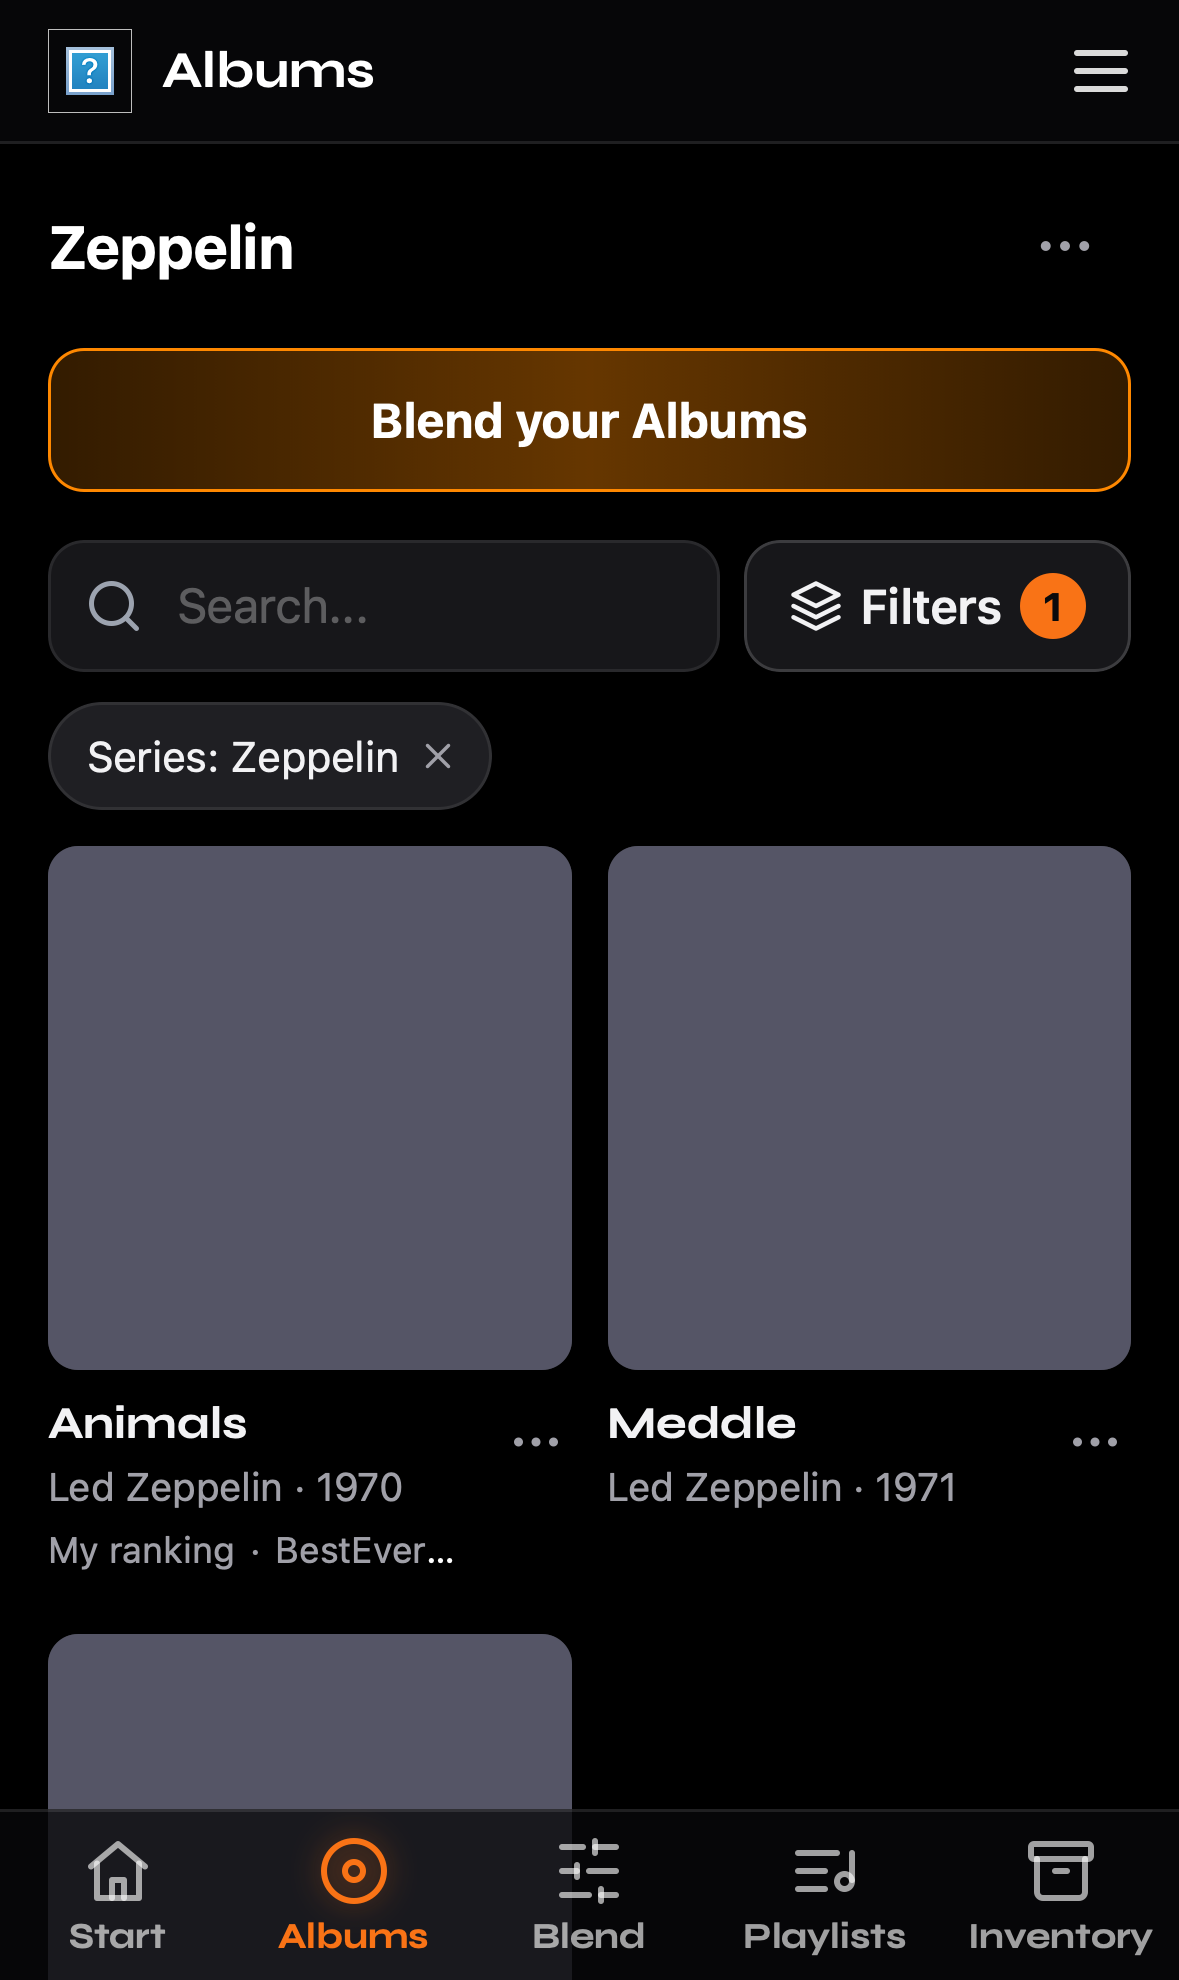 ?
Albums
Zeppelin
Blend your Albums
Search...
Filters 1
Series: Zeppelin
Animals
Led Zeppelin · 1970
My ranking · BestEver...
Meddle
Led Zeppelin · 1971
Start
Albums
Blend
Playlists
Inventory